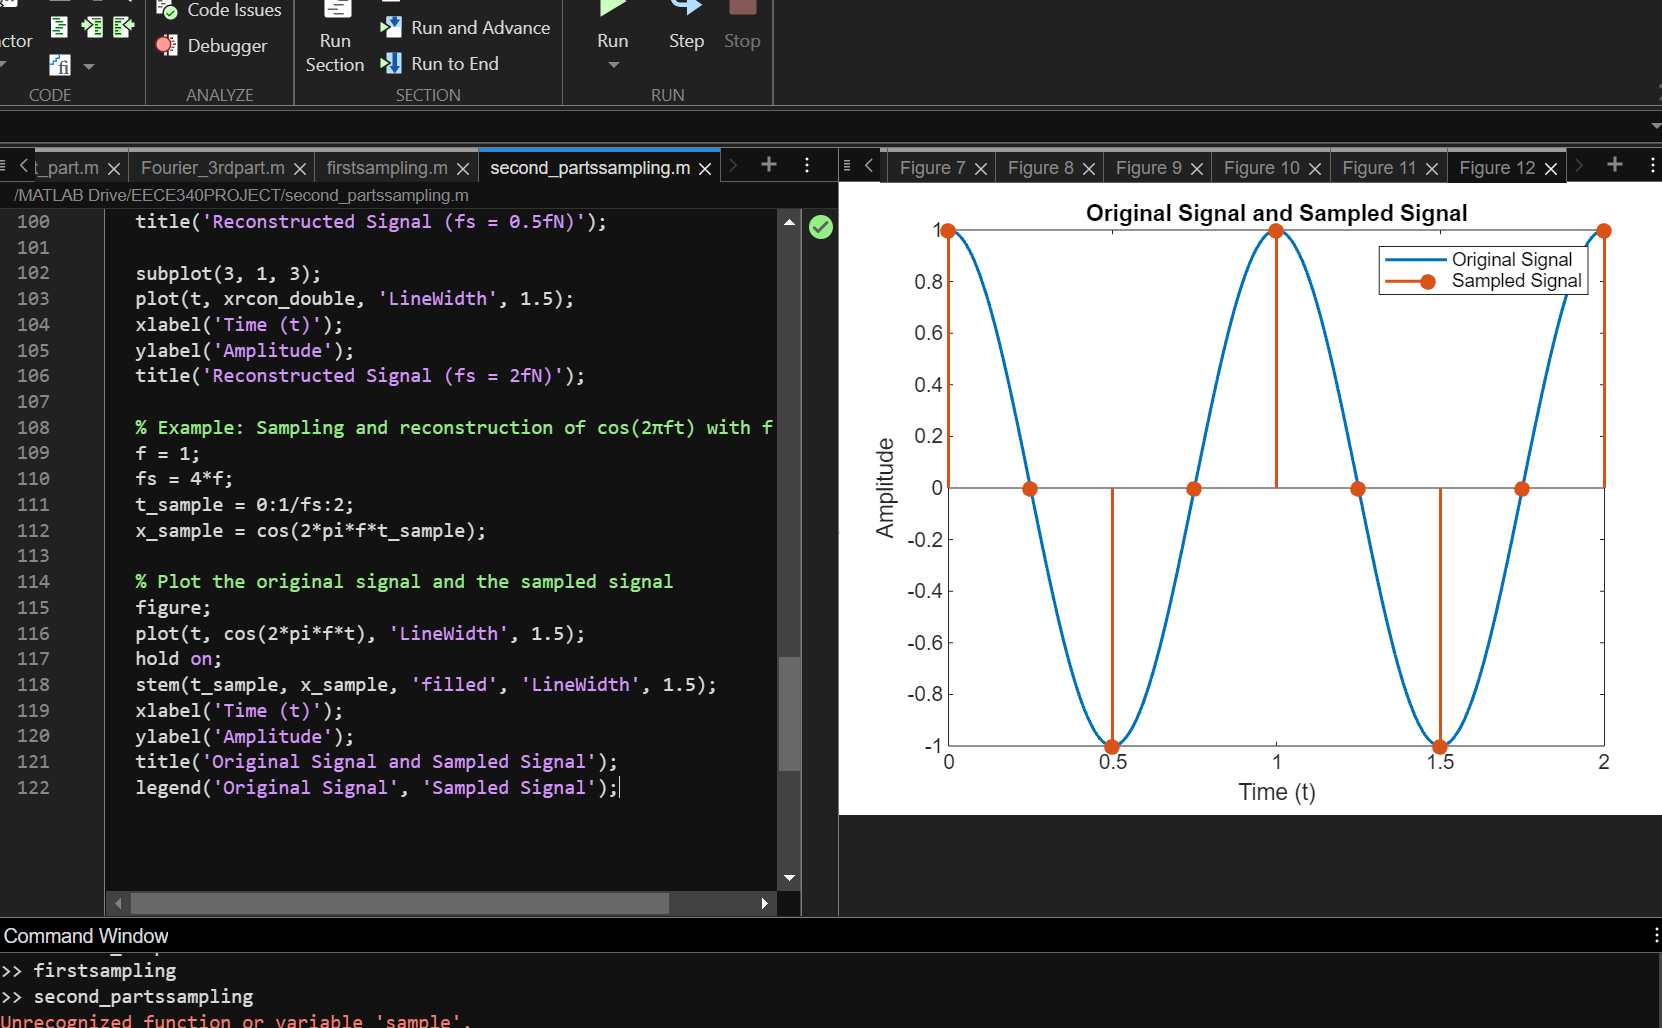 Code Issues
ctor
Debugger
Run Section
Run and Advance
Run to End
Run
Step
Stop
CODE
ANALYZE
SECTION
RUN
t_part.m
Fourier_3rdpart.m
firstsampling.m
second_partssampling.m
Figure 7
Figure 8
Figure 9
Figure 10
Figure 11
Figure 12
/MATLAB Drive/EECE340PROJECT/second_partssampling.m
100 title('Reconstructed Signal (fs = 0.5fN)');
101
102 subplot(3, 1, 3);
103 plot(t, xrcon_double, 'LineWidth', 1.5);
104 xlabel('Time (t)');
105 ylabel('Amplitude');
106 title('Reconstructed Signal (fs = 2fN)');
107
108 % Example: Sampling and reconstruction of cos(2πft) with f
109 f = 1;
110 fs = 4*f;
111 t_sample = 0:1/fs:2;
112 x_sample = cos(2*pi*f*t_sample);
113
114 % Plot the original signal and the sampled signal
115 figure;
116 plot(t, cos(2*pi*f*t), 'LineWidth', 1.5);
117 hold on;
118 stem(t_sample, x_sample, 'filled', 'LineWidth', 1.5);
119 xlabel('Time (t)');
120 ylabel('Amplitude');
121 title('Original Signal and Sampled Signal');
122 legend('Original Signal', 'Sampled Signal');
Original Signal and Sampled Signal
Original Signal
Sampled Signal
Amplitude
1
0.8
0.6
0.4
0.2
0
-0.2
-0.4
-0.6
-0.8
-1
0 0.5 1 1.5 2
Time (t)
Command Window
>> firstsampling
>> second_partssampling
Unrecognized function or variable 'sample'.